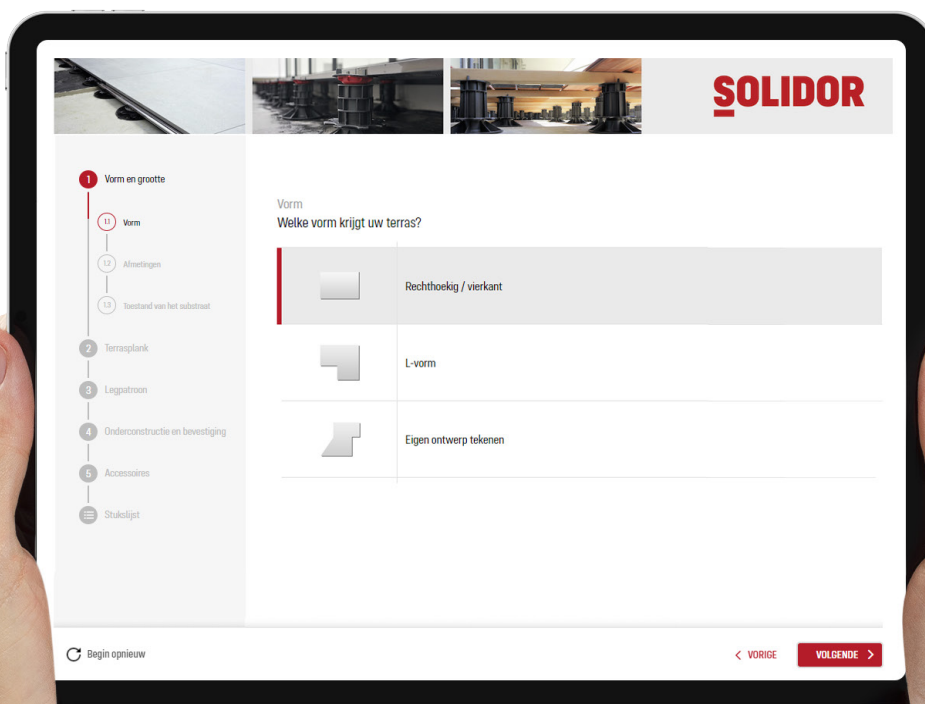 SOLIDOR
1 Vorm en grootte
1.1 Vorm
1.2 Afmetingen
1.3 Toestand van het substraat
2 Terrasplank
3 Legpatroon
4 Onderconstructie en bevestiging
5 Accessoires
Stukslijst
Vorm
Welke vorm krijgt uw terras?
Rechthoekig / vierkant
L-vorm
Eigen ontwerp tekenen
Begin opnieuw
VORIGE
VOLGENDE